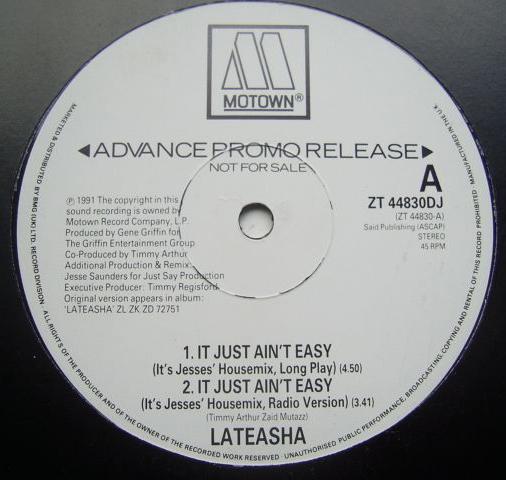 MOTOWN®
◄ADVANCE PROMO RELEASE►
NOT FOR SALE
A
ZT 44830DJ
(ZT 44830-A)
Said Publishing (ASCAP)
STEREO
45 RPM
℗ 1991 The copyright in this
sound recording is owned by
Motown Record Company, L.P.
Produced by Gene Griffin for
The Griffin Entertainment Group
Co-Produced by Timmy Arthur
Additional Production & Remix:
Jesse Saunders for Just Say Production
Executive Producer: Timmy Regisford
Original version appears in album:
'LATEASHA' ZL ZK ZD 72751
1. IT JUST AIN'T EASY
(It's Jesses' Housemix, Long Play) (4.50)
2. IT JUST AIN'T EASY
(It's Jesses' Housemix, Radio Version) (3.41)
(Timmy Arthur Zaid Mutazz)
LATEASHA
MARKETED & DISTRIBUTED BY BMG (UK) LTD. RECORD DIVISION · ALL RIGHTS OF THE PRODUCER AND OF THE OWNER OF THE RECORDED WORK RESERVED · UNAUTHORISED PUBLIC PERFORMANCE, BROADCASTING, COPYING AND RENTAL OF THIS RECORD PROHIBITED MANUFACTURED IN THE U.K.